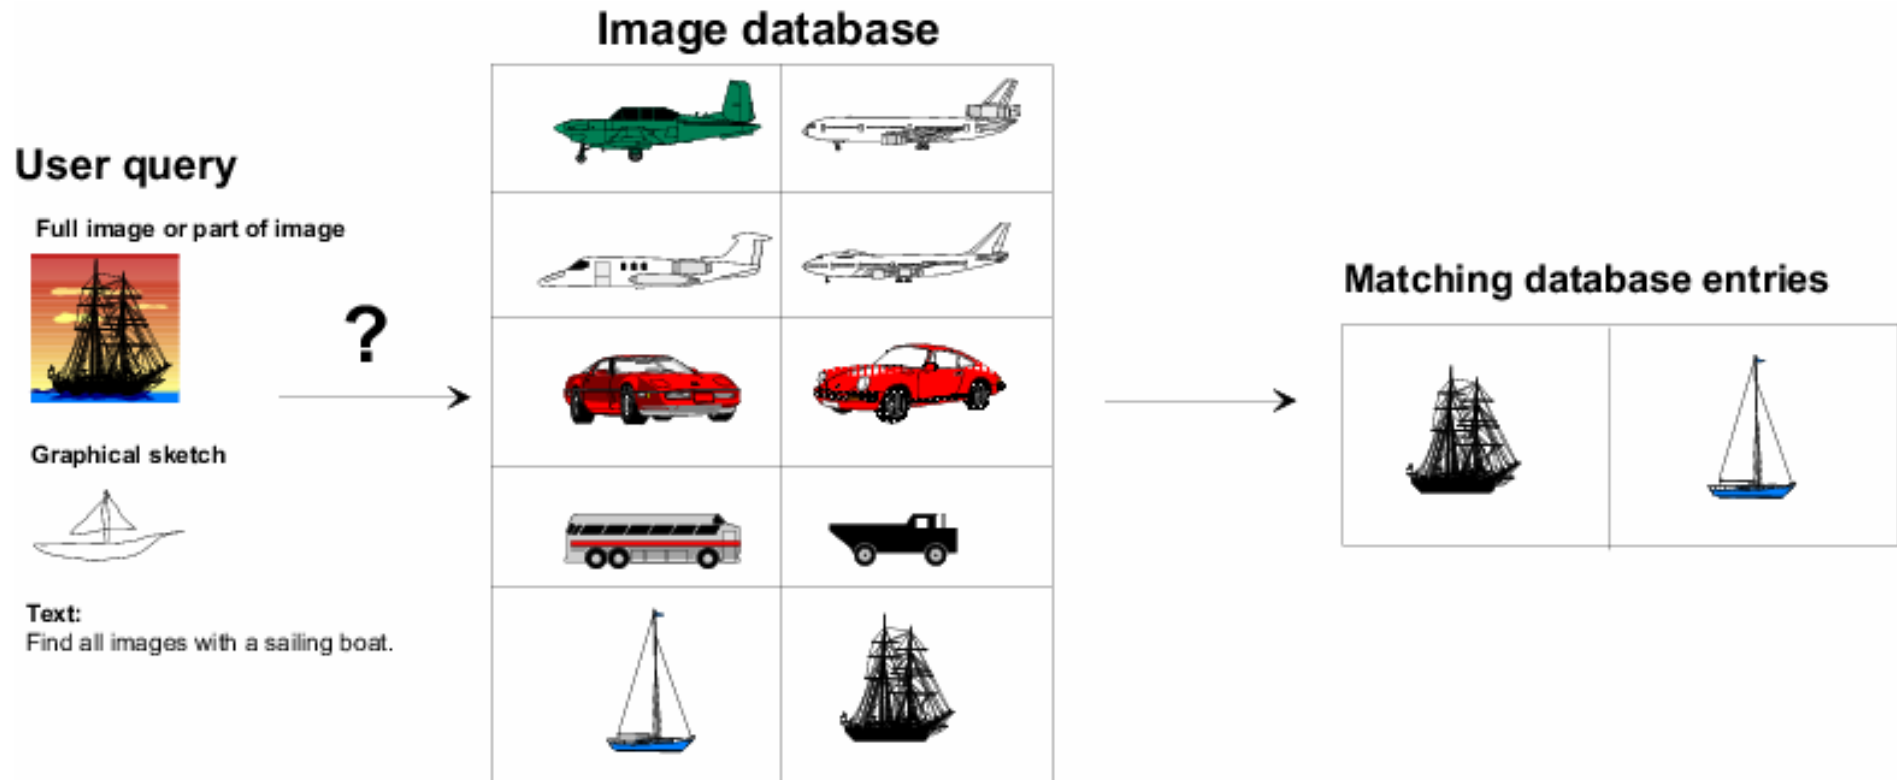 Image database
User query
Full image or part of image
?
Graphical sketch
Text:
Find all images with a sailing boat.
Matching database entries